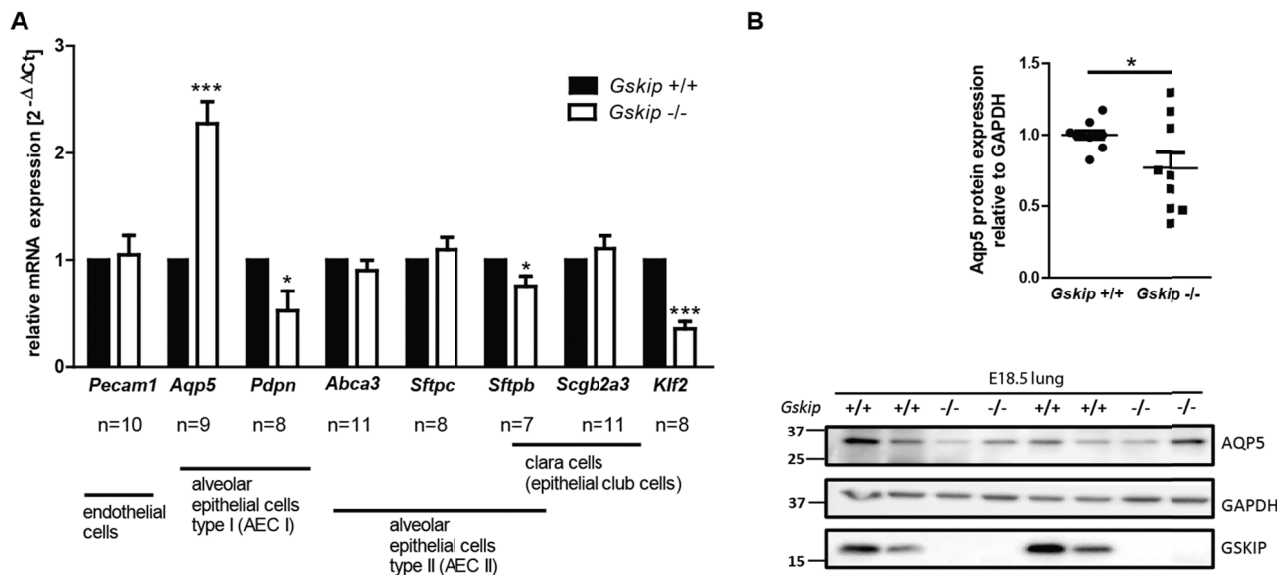 A
relative mRNA expression [2-Δ ΔCt]
3
2
1
0
***
*
*
***
Gskip +/+
Gskip -/-
Pecam1 Aqp5 Pdpn Abca3 Sftpc Sftpb Scgb2a3 Klf2
n=10 n=9 n=8 n=11 n=8 n=7 n=11 n=8
endothelial
cells
alveolar
epithelial cells
type I (AEC I)
alveolar
epithelial cells
type II (AEC II)
clara cells
(epithelial club cells)
B
Aqp5 protein expression
relative to GAPDH
1.5
1.0
0.5
0.0
*
Gskip +/+ Gskip -/-
E18.5 lung
Gskip +/+ +/+ -/- -/- +/+ +/+ -/- -/-
37
25
AQP5
37
GAPDH
15
GSKIP